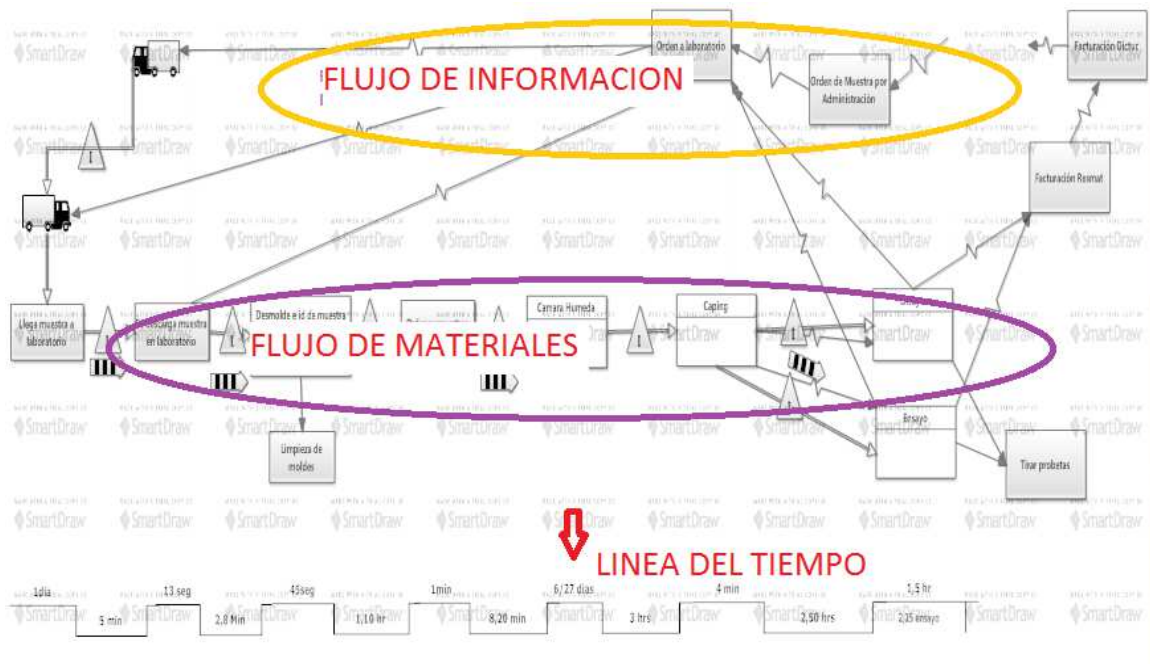 Orden a laboratorio
Facturación Dictuc
FLUJO DE INFORMACION
Orden de Muestra por
Administración
I
Facturación Resmat
Camara Humeda
Caping
Desmolde e id de muestra
Llega muestra a
laboratorio
I
descarga muestra
en laboratorio
I
FLUJO DE MATERIALES
I
I
I
Ensayo
Limpieza de
moldes
Tirar probetas
SmartDraw
LINEA DEL TIEMPO
1dia
13 seg
45seg
1min
6/27 dias
4 min
1,5 hr
5 min
2,8 Min
1,10 hr
8,20 min
3 hrs
2,50 hrs
2,25 ensayo